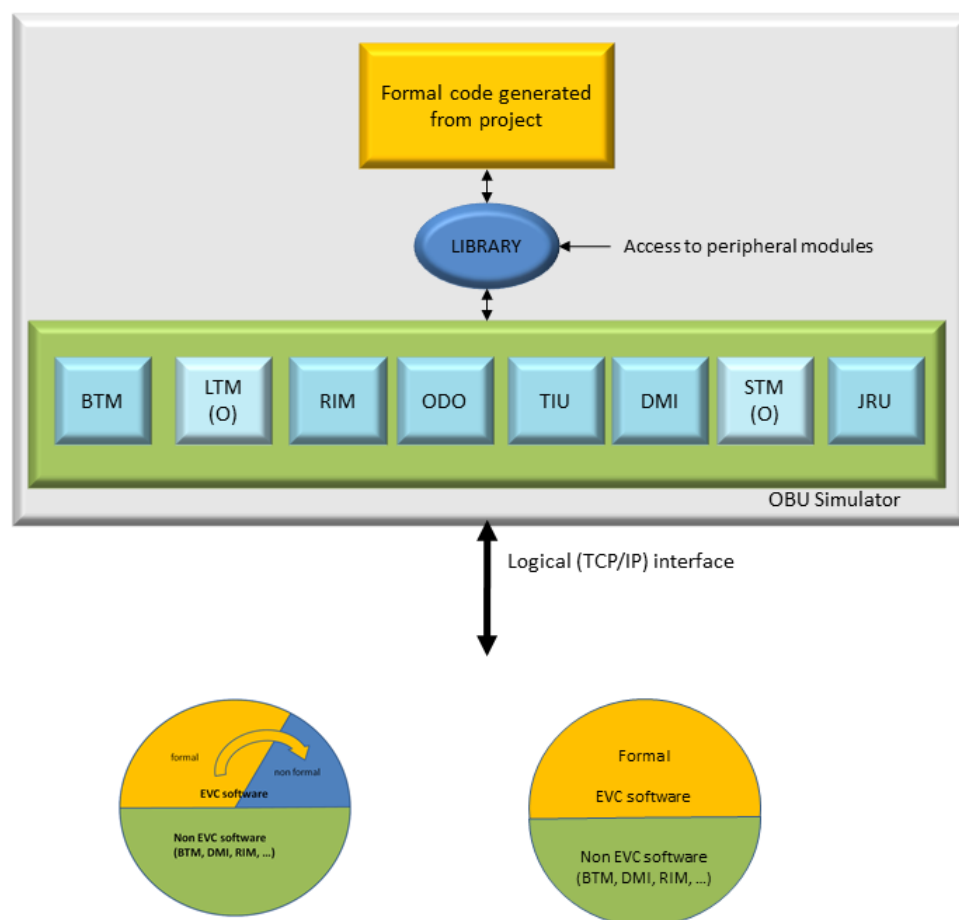 Formal code generated
from project
LIBRARY
Access to peripheral modules
BTM
LTM
(O)
RIM
ODO
TIU
DMI
STM
(O)
JRU
OBU Simulator
Logical (TCP/IP) interface
formal
non formal
EVC software
Non EVC software
(BTM, DMI, RIM, ...)
Formal
EVC software
Non EVC software
(BTM, DMI, RIM, ...)